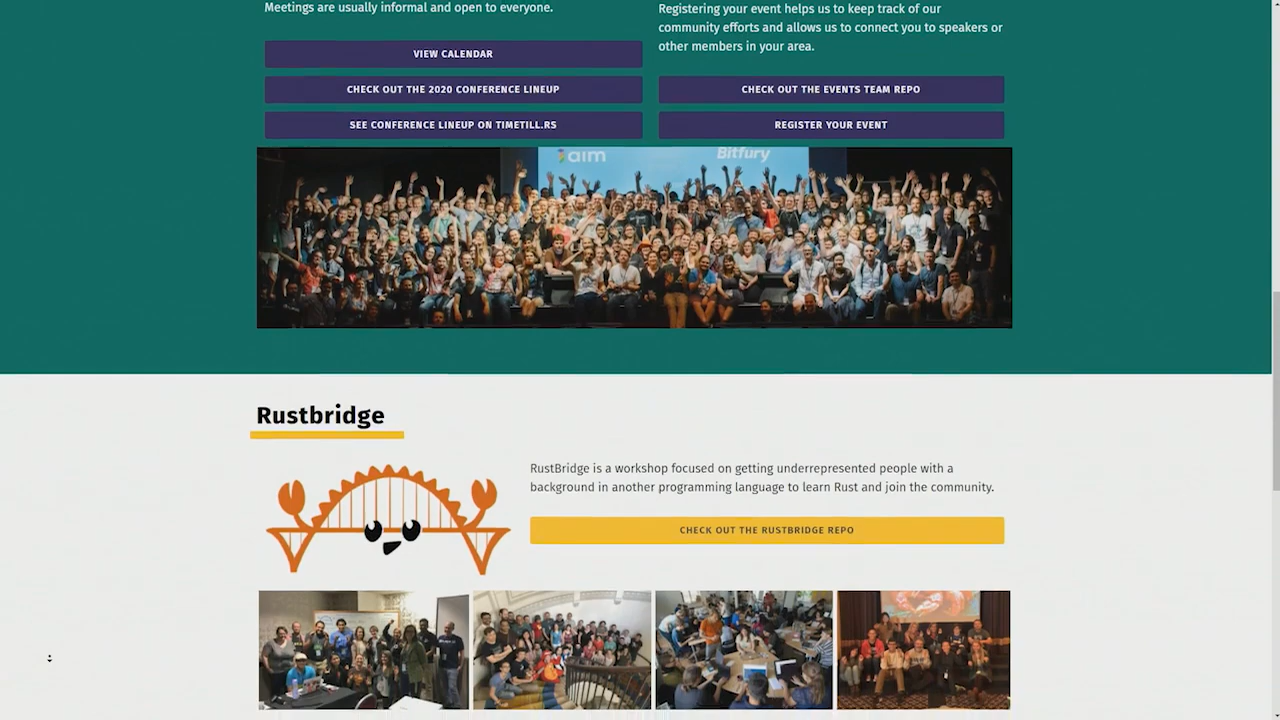 Meetings are usually informal and open to everyone.
VIEW CALENDAR
CHECK OUT THE 2020 CONFERENCE LINEUP
SEE CONFERENCE LINEUP ON TIMETILL.RS
Registering your event helps us to keep track of our
community efforts and allows us to connect you to speakers or
other members in your area.
CHECK OUT THE EVENTS TEAM REPO
REGISTER YOUR EVENT
aim
Bitfury
Rustbridge
RustBridge is a workshop focused on getting underrepresented people with a
background in another programming language to learn Rust and join the community.
CHECK OUT THE RUSTBRIDGE REPO